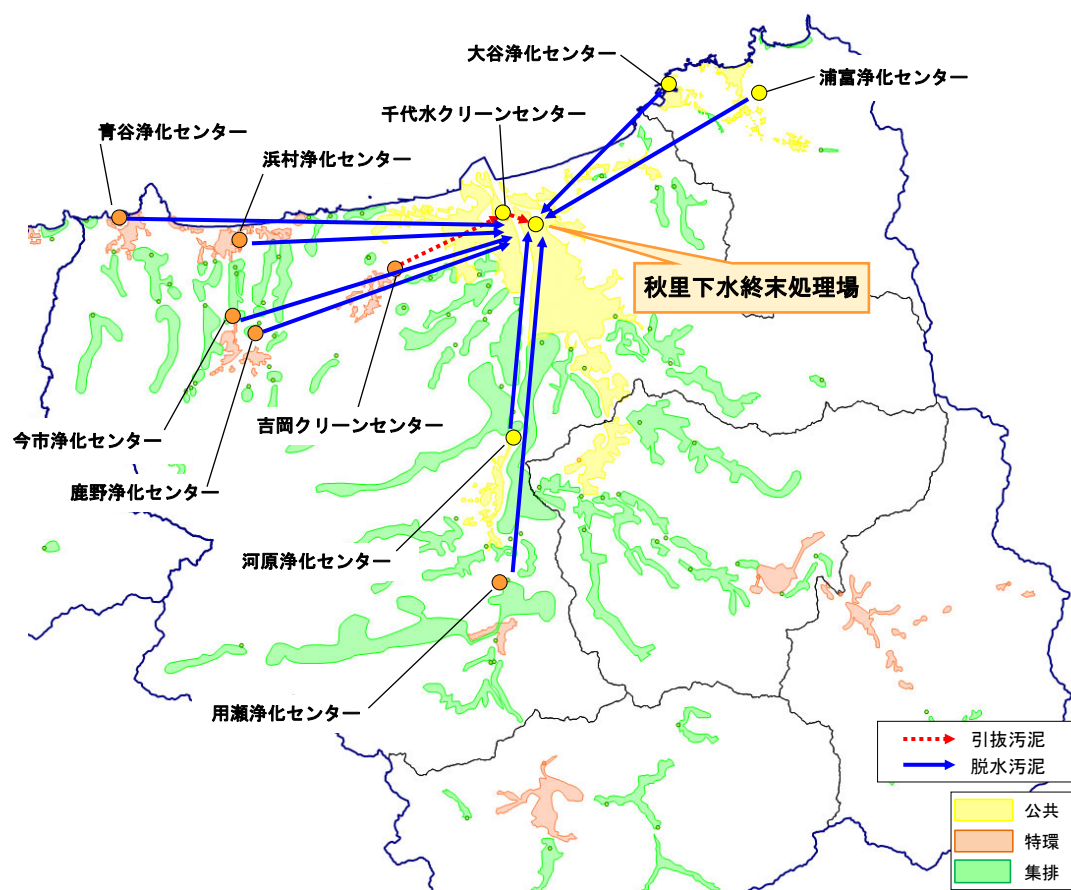 大谷浄化センター
浦富浄化センター
千代水クリーンセンター
青谷浄化センター
浜村浄化センター
秋里下水終末処理場
吉岡クリーンセンター
今市浄化センター
鹿野浄化センター
河原浄化センター
用瀬浄化センター
引抜汚泥
脱水汚泥
公共
特環
集排